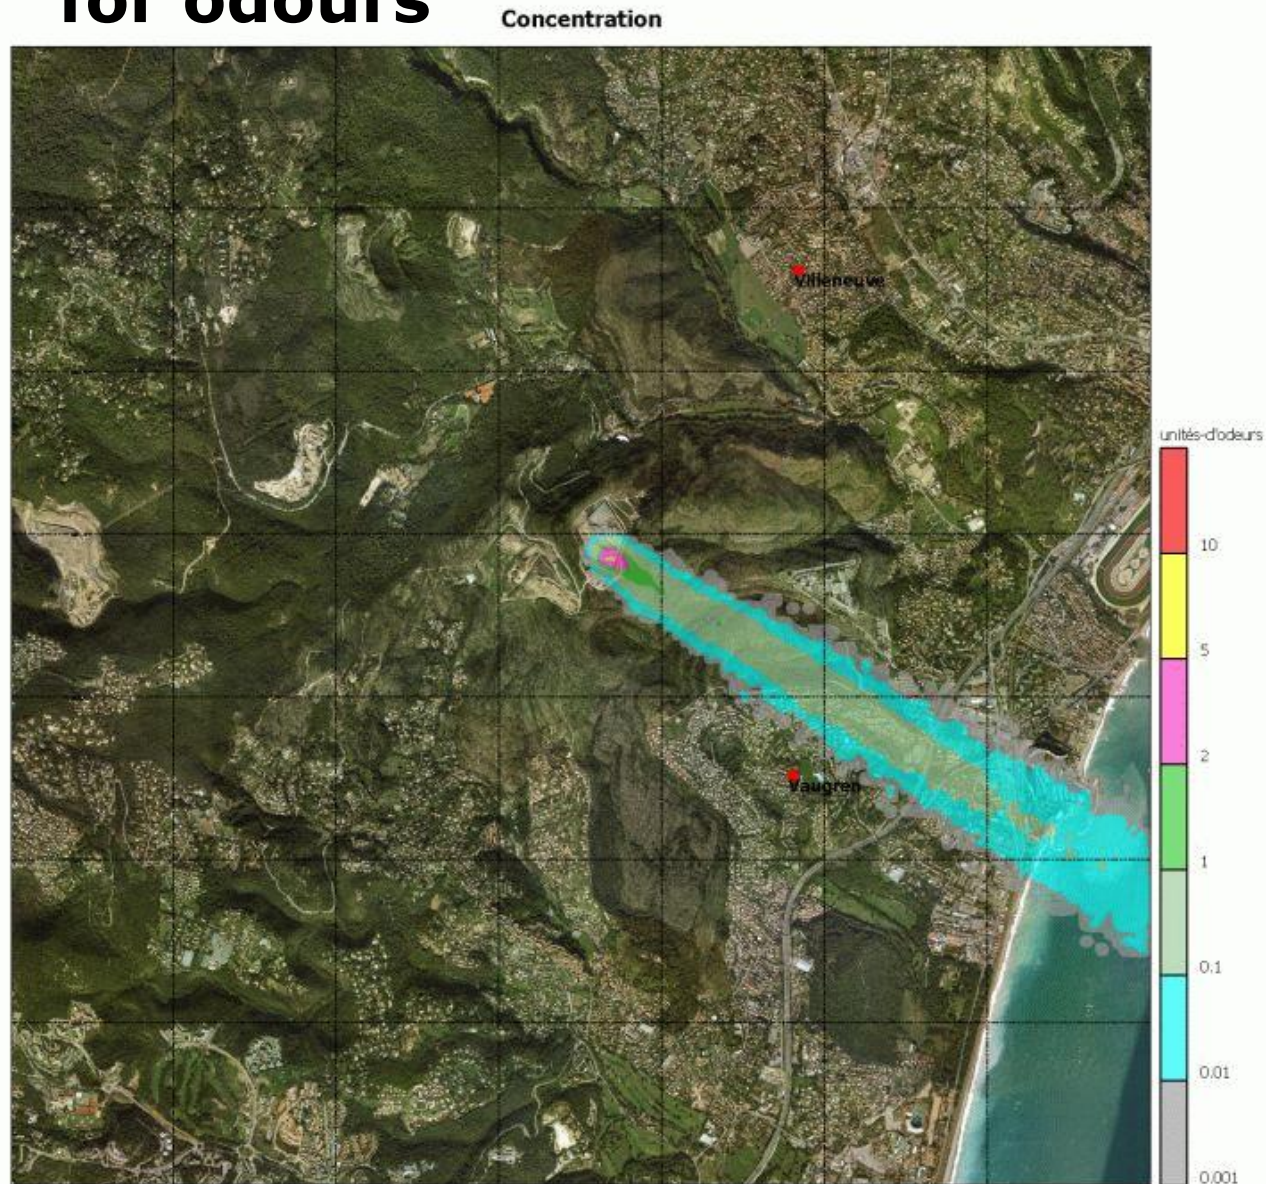 for odours
Concentration
Villeneuve
unités-d'odeurs
10
5
2
Vaugren
1
0.1
0.01
0.001